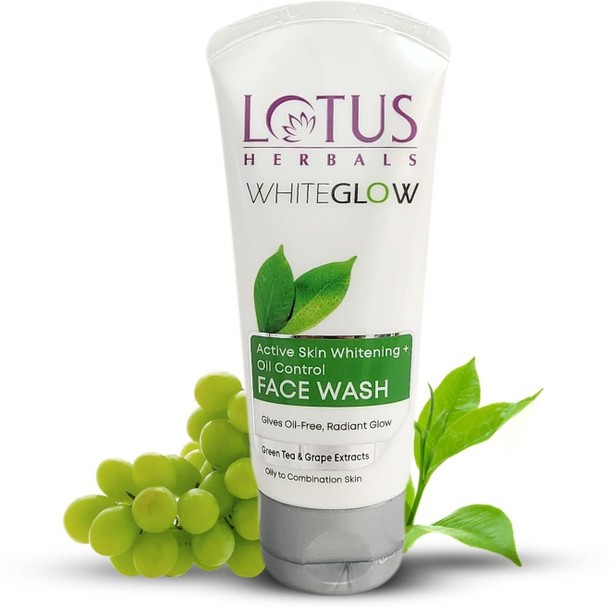 LOTUS
HERBALS
WHITEGLOW
Active Skin Whitening +
Oil Control
FACE WASH
Gives Oil-Free, Radiant Glow
Green Tea & Grape Extracts
Oily to Combination Skin